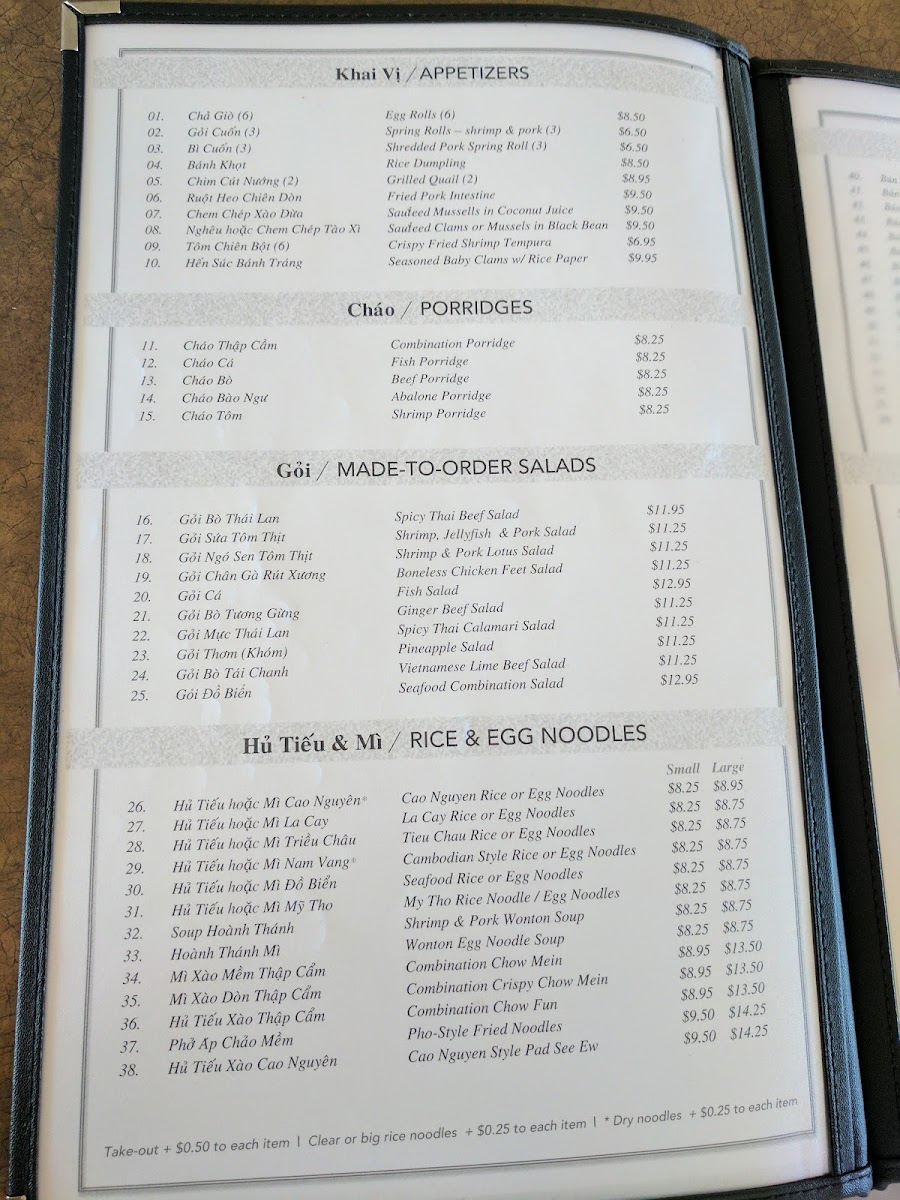 Khai Vị / APPETIZERS
01. Chả Giò (6) Egg Rolls (6) $8.50
02. Gỏi Cuốn (3) Spring Rolls – shrimp & pork (3) $6.50
03. Bì Cuốn (3) Shredded Pork Spring Roll (3) $6.50
04. Bánh Khọt Rice Dumpling $8.50
05. Chim Cút Nướng (2) Grilled Quail (2) $8.95
06. Ruột Heo Chiên Dòn Fried Pork Intestine $9.50
07. Chem Chép Xào Dừa Sauteed Mussells in Coconut Juice $9.50
08. Nghêu hoặc Chem Chép Tào Xì Sauteed Clams or Mussels in Black Bean $9.50
09. Tôm Chiên Bột (6) Crispy Fried Shrimp Tempura $6.95
10. Hến Súc Bánh Tráng Seasoned Baby Clams w/ Rice Paper $9.95
Cháo / PORRIDGES
11. Cháo Thập Cẩm Combination Porridge $8.25
12. Cháo Cá Fish Porridge $8.25
13. Cháo Bò Beef Porridge $8.25
14. Cháo Bào Ngư Abalone Porridge $8.25
15. Cháo Tôm Shrimp Porridge $8.25
Gỏi / MADE-TO-ORDER SALADS
16. Gỏi Bò Thái Lan Spicy Thai Beef Salad $11.95
17. Gỏi Sứa Tôm Thịt Shrimp, Jellyfish & Pork Salad $11.25
18. Gỏi Ngó Sen Tôm Thịt Shrimp & Pork Lotus Salad $11.25
19. Gỏi Chân Gà Rút Xương Boneless Chicken Feet Salad $11.25
20. Gỏi Cá Fish Salad $12.95
21. Gỏi Bò Tương Gừng Ginger Beef Salad $11.25
22. Gỏi Mực Thái Lan Spicy Thai Calamari Salad $11.25
23. Gỏi Thơm (Khóm) Pineapple Salad $11.25
24. Gỏi Bò Tái Chanh Vietnamese Lime Beef Salad $11.25
25. Gỏi Đồ Biển Seafood Combination Salad $12.95
Hủ Tiếu & Mì / RICE & EGG NOODLES
Small Large
26. Hủ Tiếu hoặc Mì Cao Nguyên* Cao Nguyen Rice or Egg Noodles $8.25 $8.95
27. Hủ Tiếu hoặc Mì La Cay La Cay Rice or Egg Noodles $8.25 $8.75
28. Hủ Tiếu hoặc Mì Triều Châu Tieu Chau Rice or Egg Noodles $8.25 $8.75
29. Hủ Tiếu hoặc Mì Nam Vang* Cambodian Style Rice or Egg Noodles $8.25 $8.75
30. Hủ Tiếu hoặc Mì Đồ Biển Seafood Rice or Egg Noodles $8.25 $8.75
31. Hủ Tiếu hoặc Mì Mỹ Tho My Tho Rice Noodle / Egg Noodles $8.25 $8.75
32. Soup Hoành Thánh Shrimp & Pork Wonton Soup $8.25 $8.75
33. Hoành Thánh Mì Wonton Egg Noodle Soup $8.25 $8.75
34. Mì Xào Mềm Thập Cẩm Combination Chow Mein $8.95 $13.50
35. Mì Xào Dòn Thập Cẩm Combination Crispy Chow Mein $8.95 $13.50
36. Hủ Tiếu Xào Thập Cẩm Combination Chow Fun $8.95 $13.50
37. Phở Áp Chảo Mềm Pho-Style Fried Noodles $9.50 $14.25
38. Hủ Tiếu Xào Cao Nguyên Cao Nguyen Style Pad See Ew $9.50 $14.25
Take-out + $0.50 to each item | Clear or big rice noodles + $0.25 to each item | * Dry noodles + $0.25 to each item